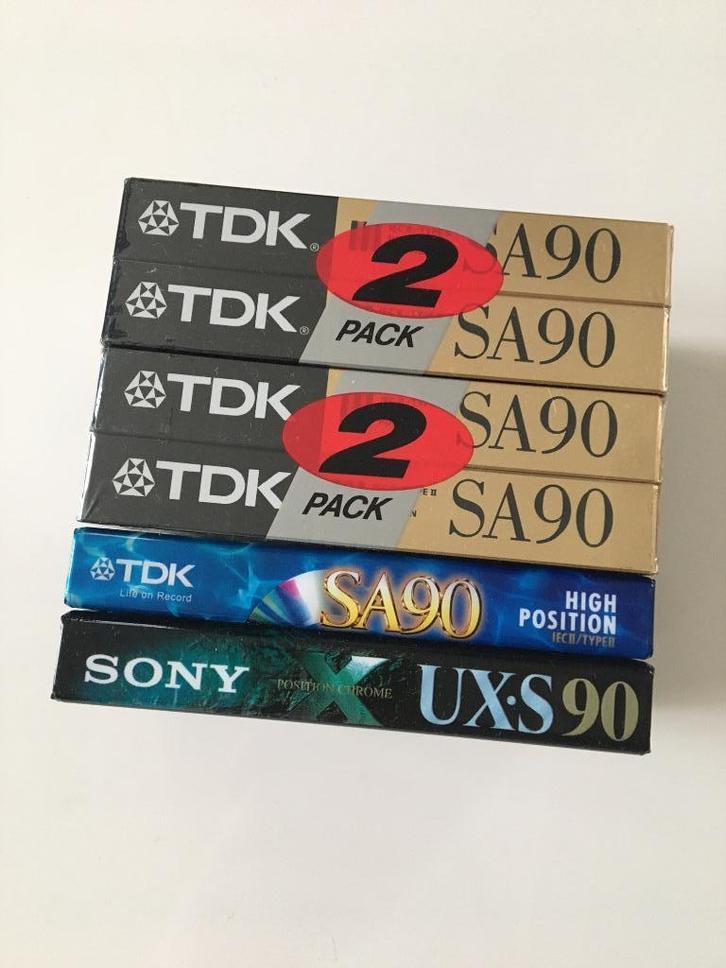 TDK® SA90
2
TDK® PACK SA90
TDK SA90
2
TDK PACK SA90
TDK SA90 HIGH
Life on Record POSITION
IECII/TYPEII
SONY X UX·S 90
POSITION CHROME